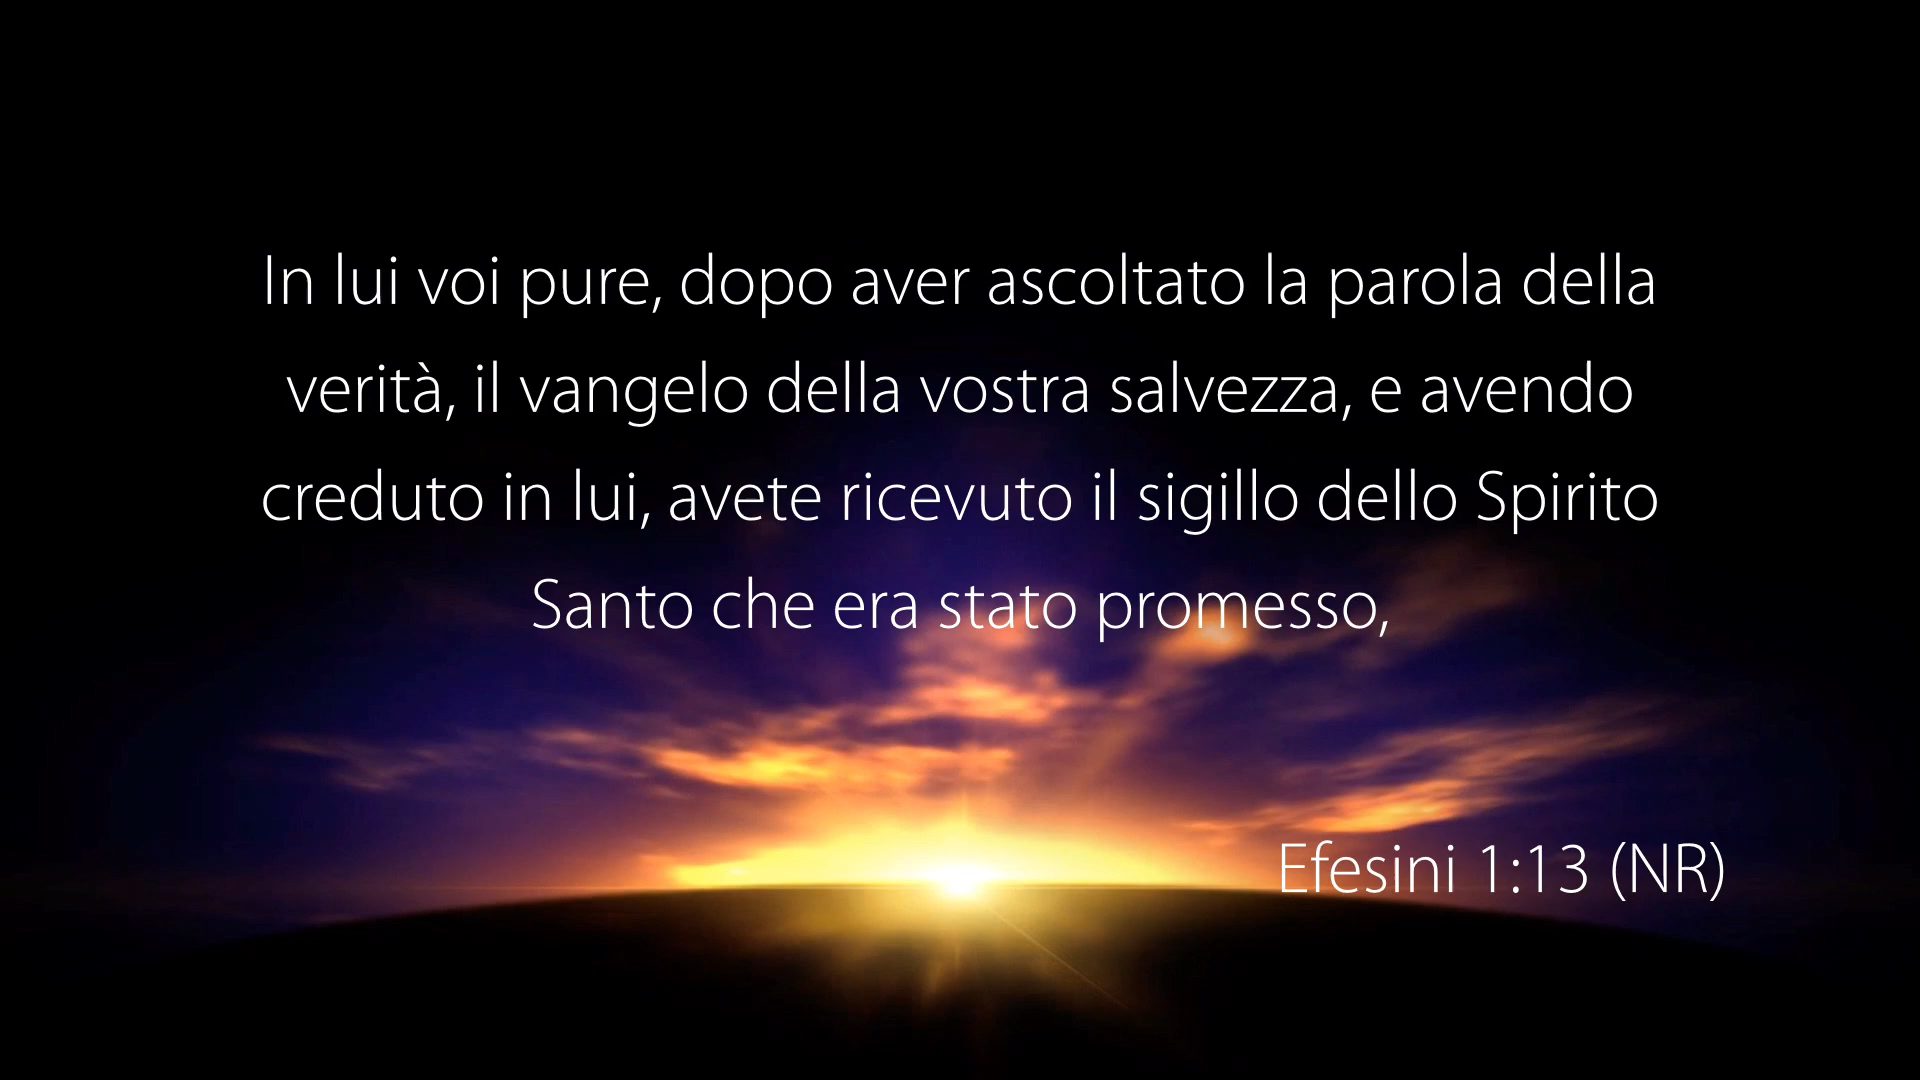 In lui voi pure, dopo aver ascoltato la parola della
verità, il vangelo della vostra salvezza, e avendo
creduto in lui, avete ricevuto il sigillo dello Spirito
Santo che era stato promesso,
Efesini 1:13 (NR)